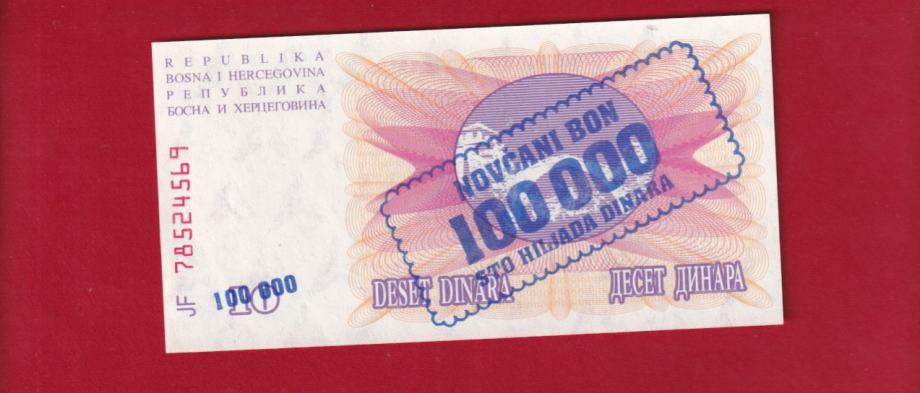 REPUBLIKA
BOSNA I HERCEGOVINA
РЕПУБЛИКА
БОСНА И ХЕРЦЕГОВИНА
JF 78524569
NOVČANI BON
100 000
STO HILJADA DINARA
DESET DINARA
ДЕСЕТ ДИНАРА
10
100 000